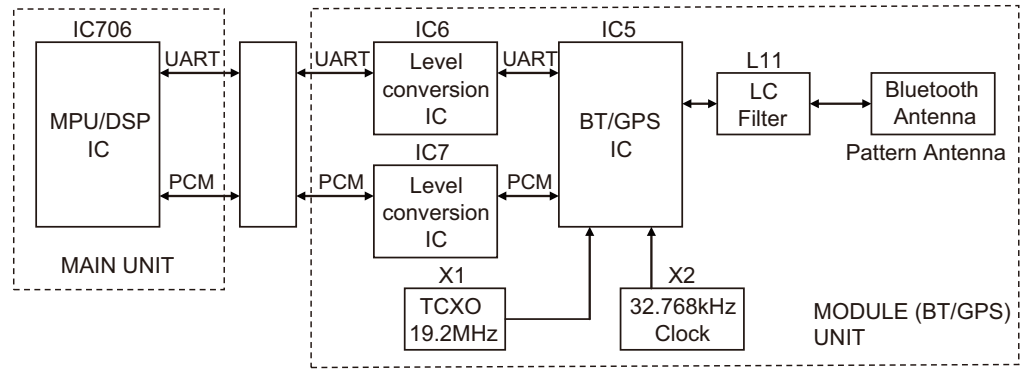 IC706
MPU/DSP
IC
UART
PCM
MAIN UNIT
UART
PCM
IC6
Level
conversion
IC
IC7
Level
conversion
IC
UART
PCM
IC5
BT/GPS
IC
L11
LC
Filter
Bluetooth
Antenna
Pattern Antenna
X1
TCXO
19.2MHz
X2
32.768kHz
Clock
MODULE (BT/GPS)
UNIT